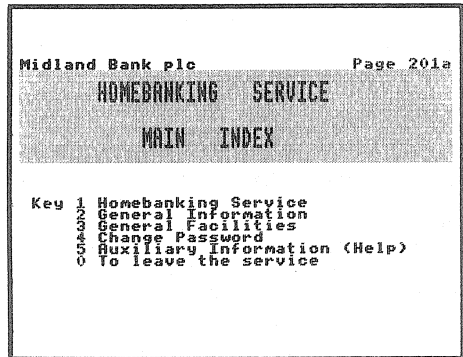 Midland Bank plc Page 201a
HOMEBANKING SERVICE
MAIN INDEX
Key 1 Homebanking Service
2 General Information
3 General Facilities
4 Change Password
5 Auxiliary Information (Help)
0 To leave the service